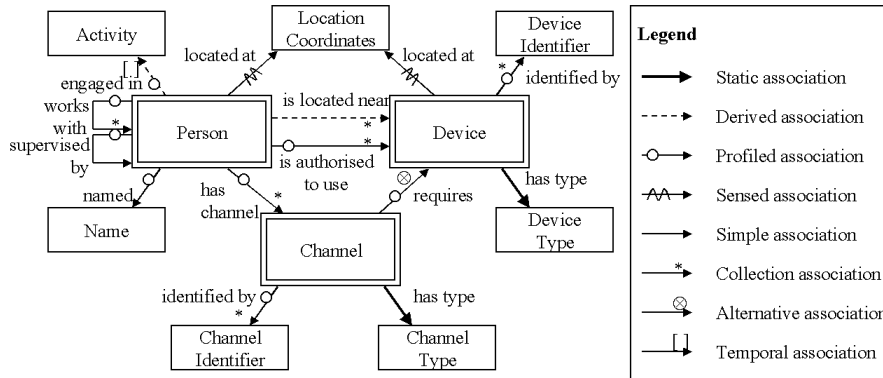 Activity
Location
Coordinates
Device
Identifier
located at
located at
[..]
engaged in
*
identified by
works
with
*
supervised
by
Person
is located near
*
*
is authorised
to use
Device
named
has
channel
*
requires
has type
Name
Channel
Device
Type
identified by
*
has type
Channel
Identifier
Channel
Type
Legend
Static association
Derived association
Profiled association
Sensed association
Simple association
*
Collection association
Alternative association
[ ]
Temporal association